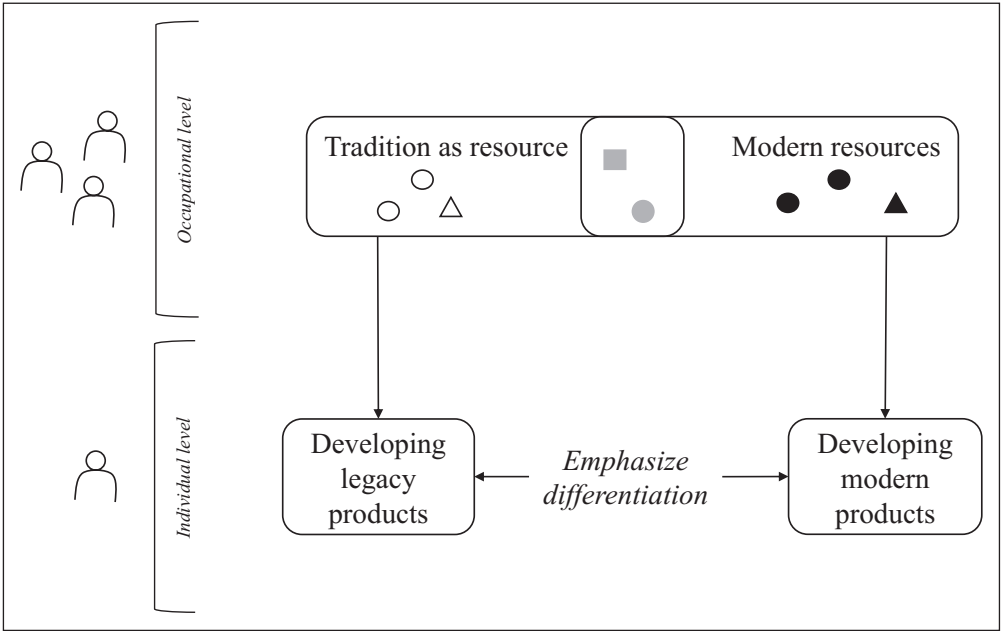 Occupational level
Tradition as resource
Modern resources
Individual level
Developing
legacy
products
Emphasize
differentiation
Developing
modern
products